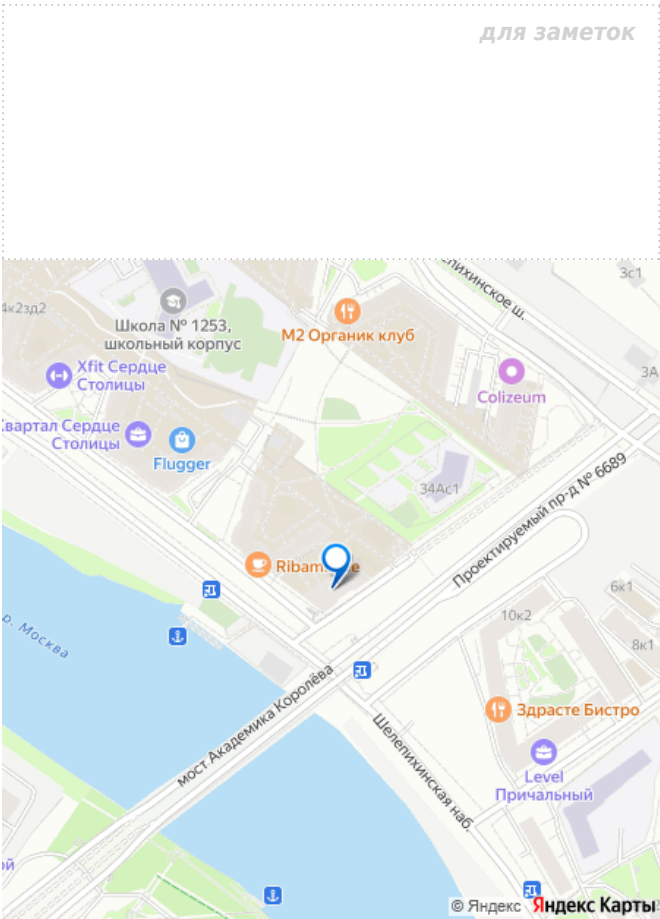 для заметок
3с1
Шелепихинское ш.
4к2зд2
Школа № 1253,
школьный корпус
М2 Органик клуб
Xfit Сердце
Столицы
3А
Colizeum
Квартал Сердце
Столицы
Flugger
34Ас1
Проектируемый пр-д № 6689
6к1
10к2
8к1
р. Москва
мост Академика Королёва
Здрасте Бистро
Шелепихинская наб.
Level
Причальный
© Яндекс Яндекс Карты